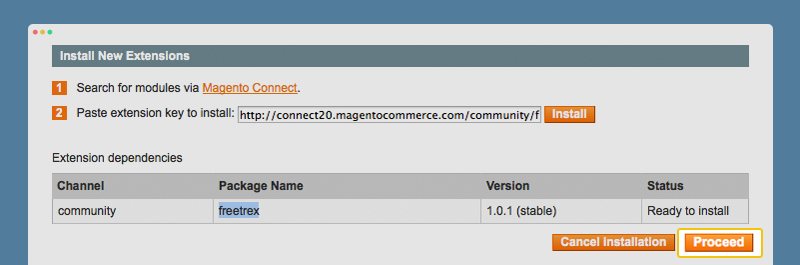 Install New Extensions
1 Search for modules via Magento Connect.
2 Paste extension key to install: http://connect20.magentocommerce.com/community/f Install
Extension dependencies
Channel Package Name Version Status
community freetrex 1.0.1 (stable) Ready to install
Cancel Installation Proceed